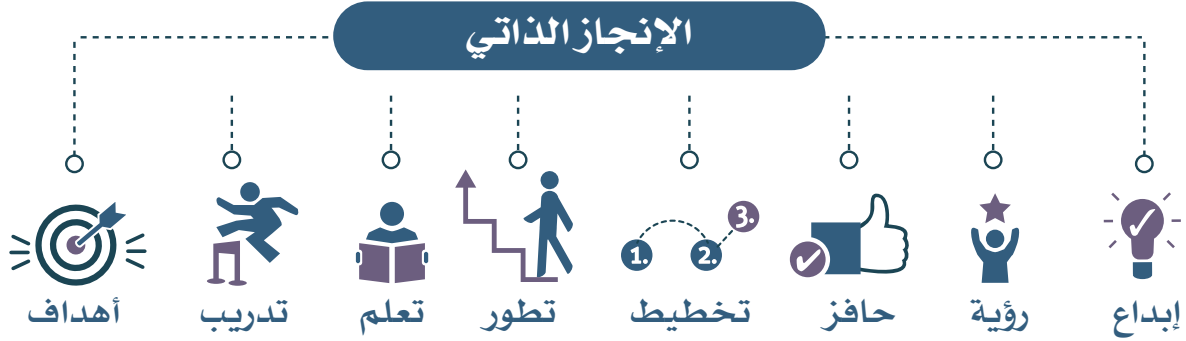 الإنجاز الذاتي
1. 2. 3.
إبداع
رؤية
حافز
تخطيط
تطور
تعلم
تدريب
أهداف